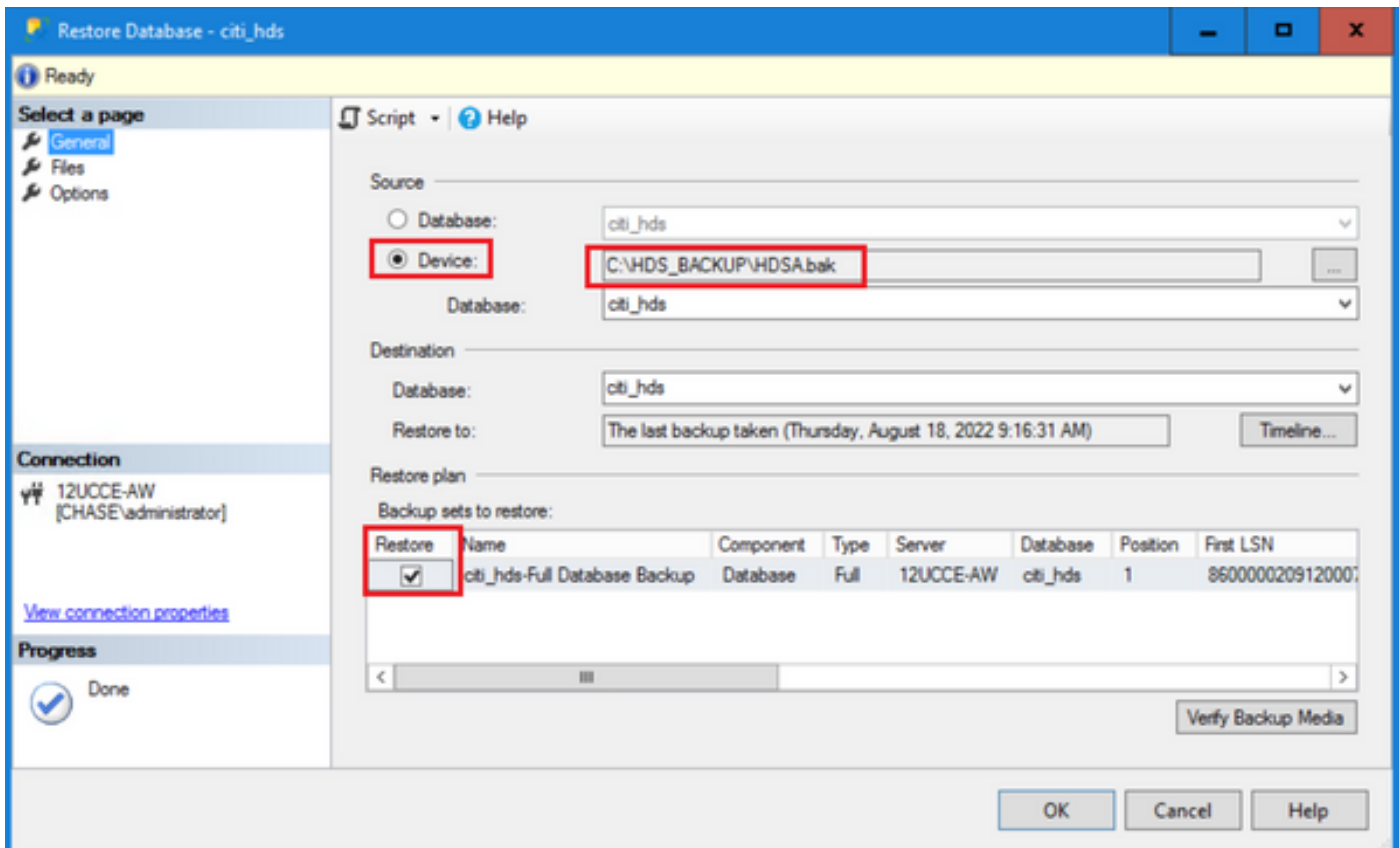 Restore Database - citi_hds
Ready
Select a page
General
Files
Options
Script
Help
Source
Database:
citi_hds
Device:
C:\HDS_BACKUP\HDSA.bak
...
Database:
citi_hds
Destination
Database:
citi_hds
Restore to:
The last backup taken (Thursday, August 18, 2022 9:16:31 AM)
Timeline...
Restore plan
Backup sets to restore:
Restore Name Component Type Server Database Position First LSN
citi_hds-Full Database Backup Database Full 12UCCE-AW citi_hds 1 8600000209120007
Verify Backup Media
Connection
12UCCE-AW
[CHASE\administrator]
View connection properties
Progress
Done
OK Cancel Help